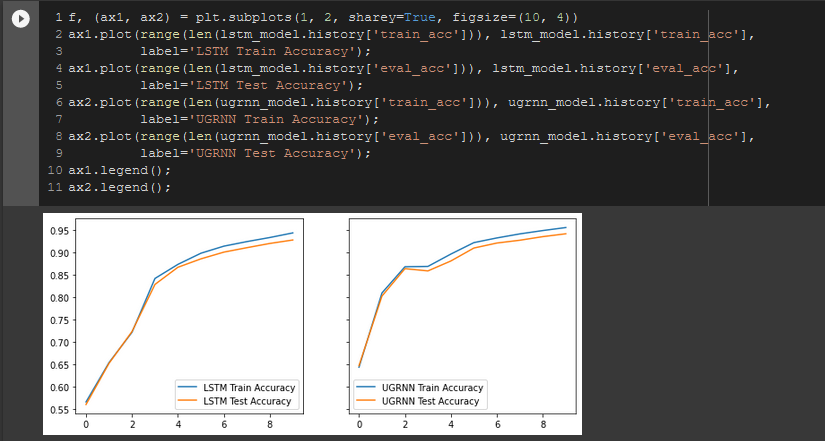 1 f, (ax1, ax2) = plt.subplots(1, 2, sharey=True, figsize=(10, 4))
2 ax1.plot(range(len(lstm_model.history['train_acc'])), lstm_model.history['train_acc'],
3          label='LSTM Train Accuracy');
4 ax1.plot(range(len(lstm_model.history['eval_acc'])), lstm_model.history['eval_acc'],
5          label='LSTM Test Accuracy');
6 ax2.plot(range(len(ugrnn_model.history['train_acc'])), ugrnn_model.history['train_acc'],
7          label='UGRNN Train Accuracy');
8 ax2.plot(range(len(ugrnn_model.history['eval_acc'])), ugrnn_model.history['eval_acc'],
9          label='UGRNN Test Accuracy');
10 ax1.legend();
11 ax2.legend();
0.95
0.90
0.85
0.80
0.75
0.70
0.65
0.60
0.55
LSTM Train Accuracy
LSTM Test Accuracy
0 2 4 6 8
UGRNN Train Accuracy
UGRNN Test Accuracy
0 2 4 6 8